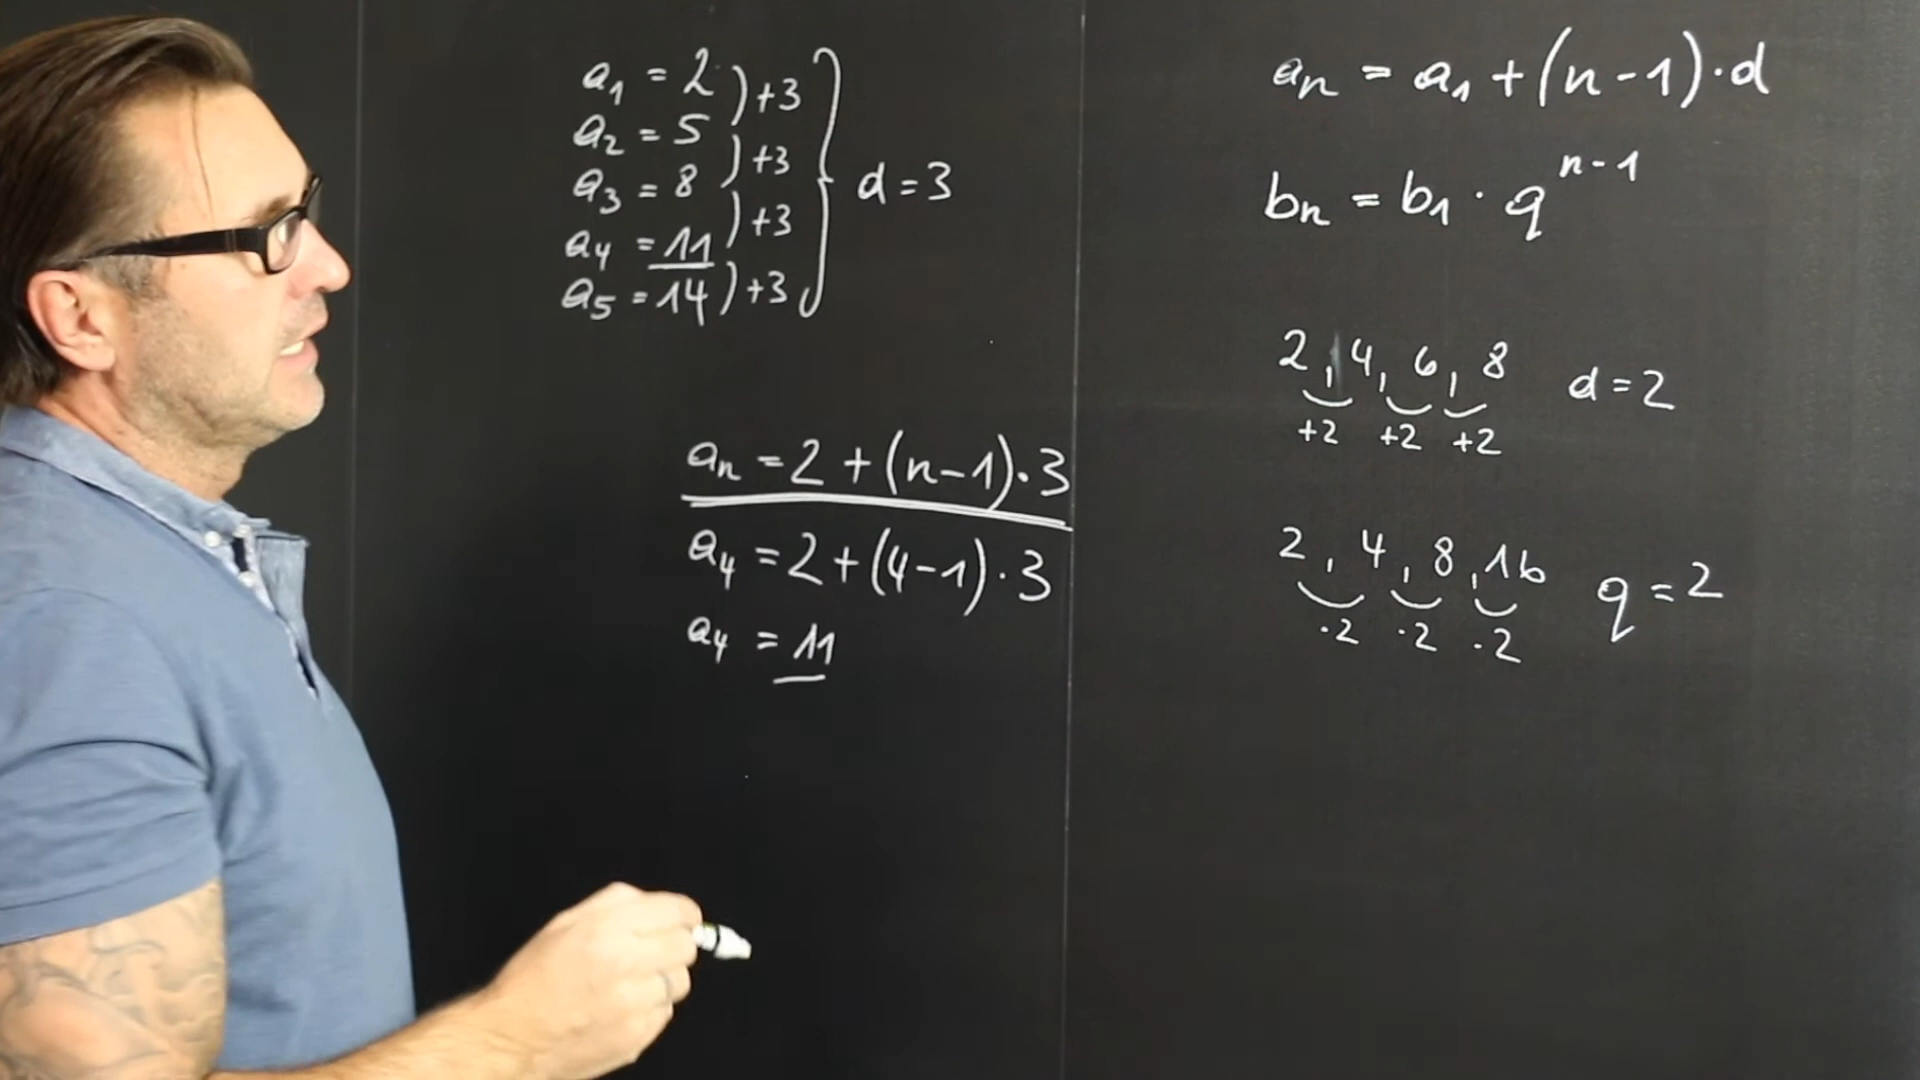 a₁ = 2
) +3
a₂ = 5
) +3
a₃ = 8
) +3
a₄ = 11
) +3
a₅ = 14
} d = 3
aₙ = 2 + (n - 1) · 3
a₄ = 2 + (4 - 1) · 3
a₄ = 11
aₙ = a₁ + (n - 1) · d
bₙ = b₁ · qⁿ⁻¹
2, 4, 6, 8 d = 2
+2 +2 +2
2, 4, 8, 16 q = 2
·2 ·2 ·2